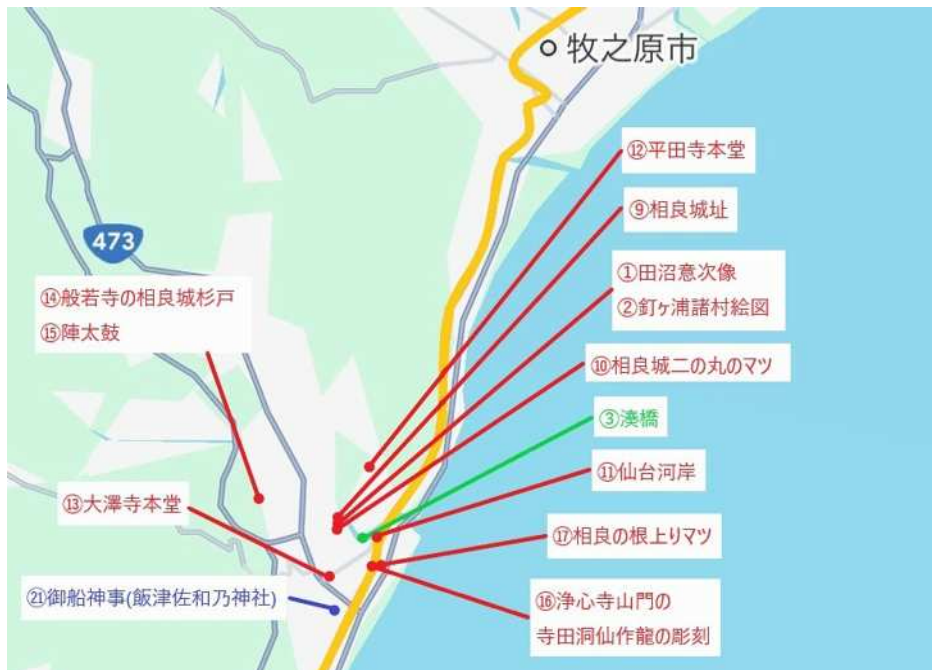 牧之原市
⑫平田寺本堂
⑨相良城址
473
①田沼意次像
②釘ヶ浦諸村絵図
⑭般若寺の相良城杉戸
⑮陣太鼓
⑩相良城二の丸のマツ
③湊橋
⑪仙台河岸
⑬大澤寺本堂
⑰相良の根上りマツ
㉑御船神事(飯津佐和乃神社)
⑯浄心寺山門の
寺田洞仙作龍の彫刻